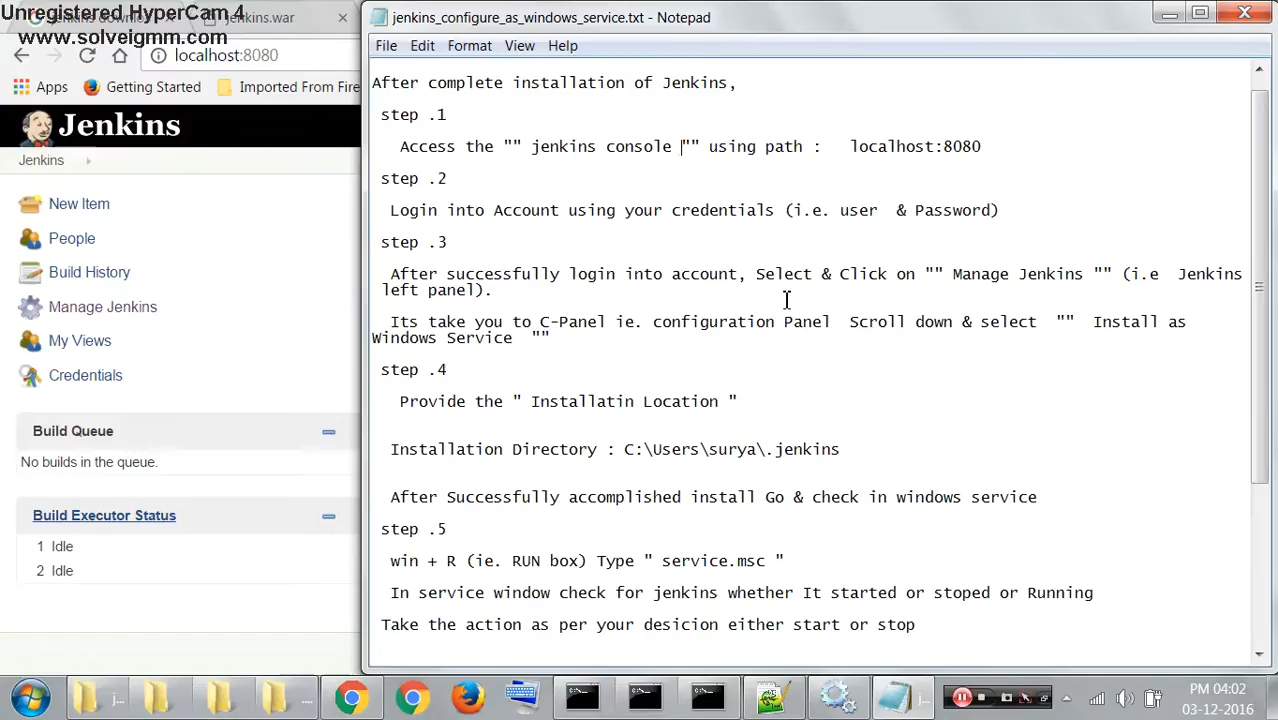 Unregistered HyperCam 4
www.solveigmm.com
jenkins.war
localhost:8080
Apps
Getting Started
Imported From Fire
Jenkins
Jenkins
New Item
People
Build History
Manage Jenkins
My Views
Credentials
Build Queue
No builds in the queue.
Build Executor Status
1 Idle
2 Idle
jenkins_configure_as_windows_service.txt - Notepad
File Edit Format View Help
After complete installation of Jenkins,
step .1
Access the "" jenkins console "" using path : localhost:8080
step .2
Login into Account using your credentials (i.e. user & Password)
step .3
After successfully login into account, Select & Click on "" Manage Jenkins "" (i.e Jenkins
left panel).
Its take you to C-Panel ie. configuration Panel Scroll down & select "" Install as
Windows Service ""
step .4
Provide the " Installatin Location "
Installation Directory : C:\Users\surya\.jenkins
After Successfully accomplished install Go & check in windows service
step .5
win + R (ie. RUN box) Type " service.msc "
In service window check for jenkins whether It started or stoped or Running
Take the action as per your desicion either start or stop
j...
...
j...
PM 04:02
03-12-2016